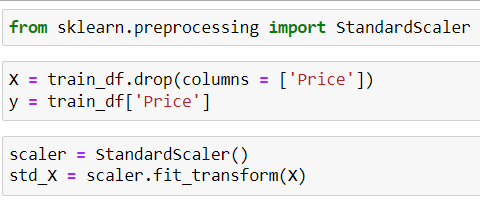 from sklearn.preprocessing import StandardScaler
X = train_df.drop(columns = ['Price'])
y = train_df['Price']
scaler = StandardScaler()
std_X = scaler.fit_transform(X)